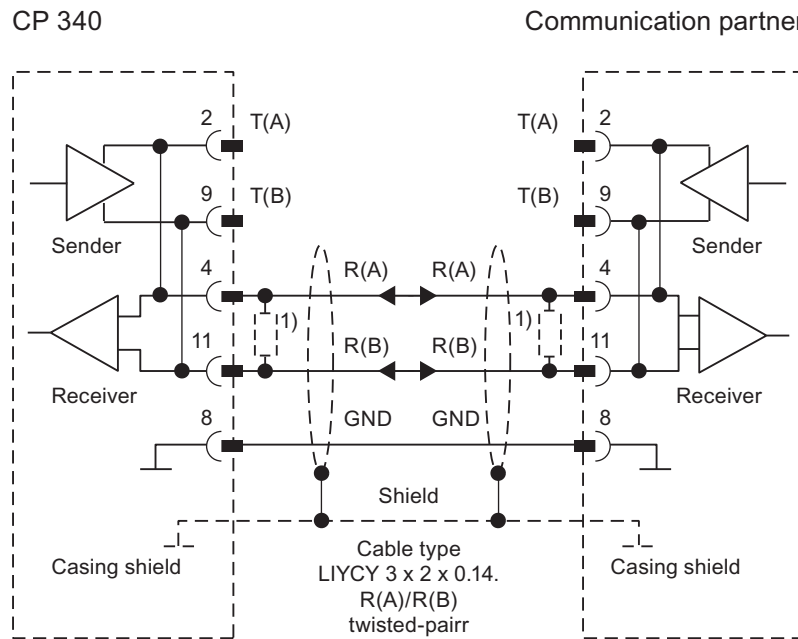 CP 340
Communication partner
2 T(A) T(A) 2
9 T(B) T(B) 9
Sender Sender
4 R(A) R(A) 4
1) 1)
11 R(B) R(B) 11
Receiver Receiver
8 GND GND 8
Shield
Casing shield Casing shield
Cable type
LIYCY 3 x 2 x 0.14.
R(A)/R(B)
twisted-pairr